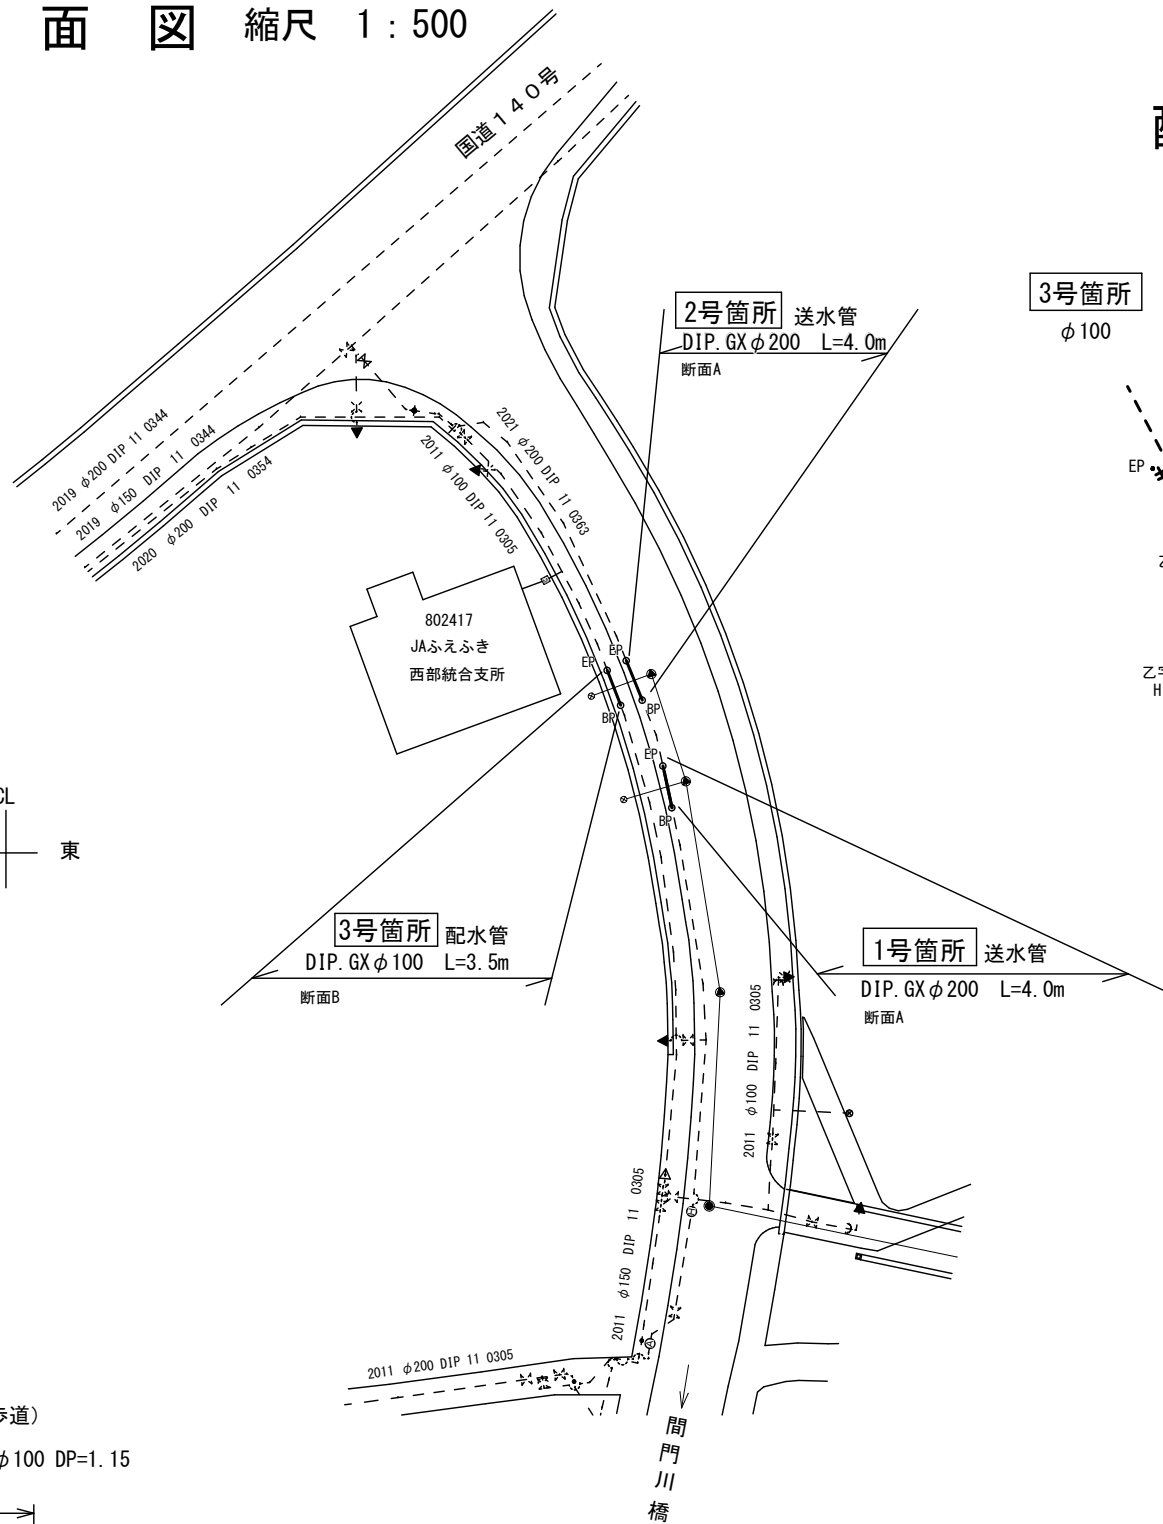 面 図 縮尺 1：500
国道140号
2号箇所 送水管
DIP.GXφ200 L=4.0m
断面A
3号箇所
φ100
EP
2019 φ200 DIP 11 0344
2019 φ150 DIP 11 0344
2020 φ200 DIP 11 0354
2011 φ100 DIP 11 0305
2021 φ200 DIP 11 0363
802417
JAふえふき
西部統合支所
EP
EP
BP
BP
EP
BP
CL
東
3号箇所 配水管
DIP.GXφ100 L=3.5m
断面B
1号箇所 送水管
DIP.GXφ200 L=4.0m
断面A
2011 φ100 DIP 11 0305
2011 φ150 DIP 11 0305
H
A
2011 φ200 DIP 11 0305
間門川橋
歩道）
φ100 DP=1.15